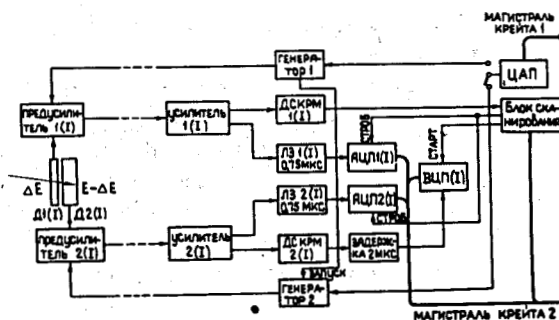 МАГИСТРАЛЬ
КРЕЙТА 1
ГЕНЕРА-
ТОР 1
ЦАП
ПРЕДУСИЛИ-
ТЕЛЬ 1(I)
УСИЛИТЕЛЬ
1(I)
ДСКРМ
1(I)
БЛОК СКА-
НИРОВАНИЯ
СТРОБ
ЛЗ 1(I)
0,75МКС
АЦП1(I)
СТАРТ
ВЦП(I)
ΔE
E-ΔE
Д1(I)
Д2(I)
ЛЗ 2(I)
0,75 МКС
АЦП2(I)
СТРОБ
ПРЕДУСИЛИ-
ТЕЛЬ 2(I)
УСИЛИТЕЛЬ
2(I)
ДСКРМ
2(I)
ЗАДЕРЖ-
КА 2МКС
ЗАПУСК
ГЕНЕРА-
ТОР 2
МАГИСТРАЛЬ КРЕЙТА 2